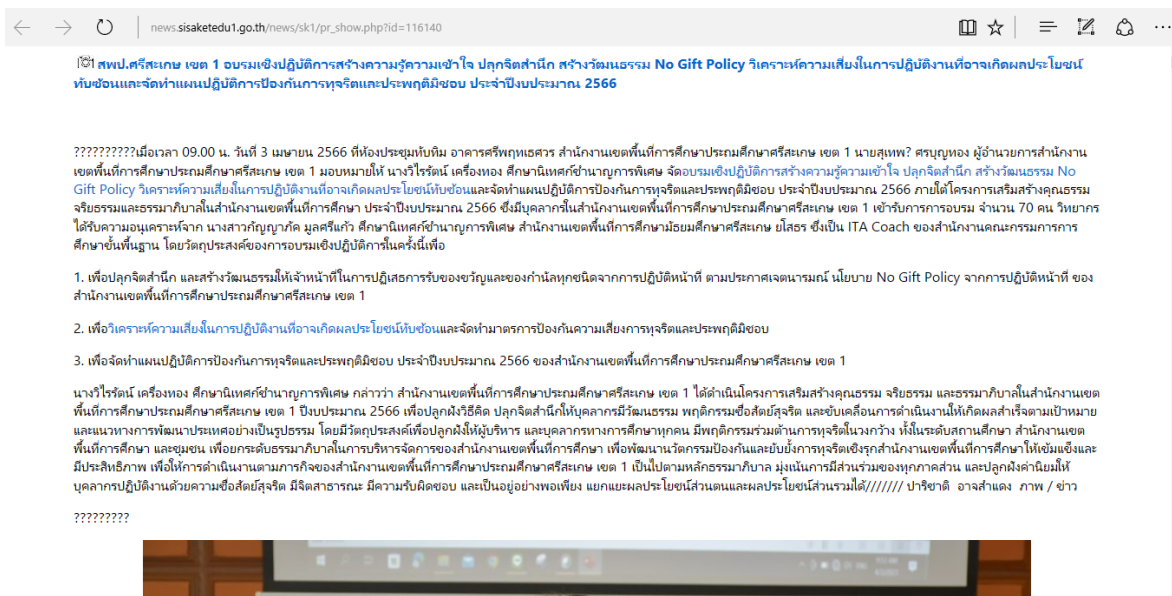 news.sisaketedu1.go.th/news/sk1/pr_show.php?id=116140
สพป.ศรีสะเกษ เขต 1 อบรมเชิงปฏิบัติการสร้างความรู้ความเข้าใจ ปลุกจิตสำนึก สร้างวัฒนธรรม No Gift Policy วิเคราะห์ความเสี่ยงในการปฏิบัติงานที่อาจเกิดผลประโยชน์
ทับซ้อนและจัดทำแผนปฏิบัติการป้องกันการทุจริตและประพฤติมิชอบ ประจำปีงบประมาณ 2566
??????????เมื่อเวลา 09.00 น. วันที่ 3 เมษายน 2566 ที่ห้องประชุมทับทิม อาคารศรีพฤทเธศวร สำนักงานเขตพื้นที่การศึกษาประถมศึกษาศรีสะเกษ เขต 1 นายสุเทพ? ศรบุญทอง ผู้อำนวยการสำนักงาน
เขตพื้นที่การศึกษาประถมศึกษาศรีสะเกษ เขต 1 มอบหมายให้ นางวิไรรัตน์ เครื่องทอง ศึกษานิเทศก์ชำนาญการพิเศษ จัดอบรมเชิงปฏิบัติการสร้างความรู้ความเข้าใจ ปลุกจิตสำนึก สร้างวัฒนธรรม No
Gift Policy วิเคราะห์ความเสี่ยงในการปฏิบัติงานที่อาจเกิดผลประโยชน์ทับซ้อนและจัดทำแผนปฏิบัติการป้องกันการทุจริตและประพฤติมิชอบ ประจำปีงบประมาณ 2566 ภายใต้โครงการเสริมสร้างคุณธรรม
จริยธรรมและธรรมาภิบาลในสำนักงานเขตพื้นที่การศึกษา ประจำปีงบประมาณ 2566 ซึ่งมีบุคลากรในสำนักงานเขตพื้นที่การศึกษาประถมศึกษาศรีสะเกษ เขต 1 เข้ารับการการอบรม จำนวน 70 คน วิทยากร
ได้รับความอนุเคราะห์จาก นางสาวกัญญาภัค มูลศรีแก้ว ศึกษานิเทศก์ชำนาญการพิเศษ สำนักงานเขตพื้นที่การศึกษามัธยมศึกษาศรีสะเกษ ยโสธร ซึ่งเป็น ITA Coach ของสำนักงานคณะกรรมการการ
ศึกษาขั้นพื้นฐาน โดยวัตถุประสงค์ของการอบรมเชิงปฏิบัติการในครั้งนี้เพื่อ
1. เพื่อปลุกจิตสำนึก และสร้างวัฒนธรรมให้เจ้าหน้าที่ในการปฏิเสธการรับของขวัญและของกำนัลทุกชนิดจากการปฏิบัติหน้าที่ ตามประกาศเจตนารมณ์ นโยบาย No Gift Policy จากการปฏิบัติหน้าที่ ของ
สำนักงานเขตพื้นที่การศึกษาประถมศึกษาศรีสะเกษ เขต 1
2. เพื่อวิเคราะห์ความเสี่ยงในการปฏิบัติงานที่อาจเกิดผลประโยชน์ทับซ้อนและจัดทำมาตรการป้องกันความเสี่ยงการทุจริตและประพฤติมิชอบ
3. เพื่อจัดทำแผนปฏิบัติการป้องกันการทุจริตและประพฤติมิชอบ ประจำปีงบประมาณ 2566 ของสำนักงานเขตพื้นที่การศึกษาประถมศึกษาศรีสะเกษ เขต 1
นางวิไรรัตน์ เครื่องทอง ศึกษานิเทศก์ชำนาญการพิเศษ กล่าวว่า สำนักงานเขตพื้นที่การศึกษาประถมศึกษาศรีสะเกษ เขต 1 ได้ดำเนินโครงการเสริมสร้างคุณธรรม จริยธรรม และธรรมาภิบาลในสำนักงานเขต
พื้นที่การศึกษาประถมศึกษาศรีสะเกษ เขต 1 ปีงบประมาณ 2566 เพื่อปลูกฝังวิธีคิด ปลุกจิตสำนึกให้บุคลากรมีวัฒนธรรม พฤติกรรมซื่อสัตย์สุจริต และขับเคลื่อนการดำเนินงานให้เกิดผลสำเร็จตามเป้าหมาย
และแนวทางการพัฒนาประเทศอย่างเป็นรูปธรรม โดยมีวัตถุประสงค์เพื่อปลูกฝังให้ผู้บริหาร และบุคลากรทางการศึกษาทุกคน มีพฤติกรรมร่วมต้านการทุจริตในวงกว้าง ทั้งในระดับสถานศึกษา สำนักงานเขต
พื้นที่การศึกษา และชุมชน เพื่อยกระดับธรรมาภิบาลในการบริหารจัดการของสำนักงานเขตพื้นที่การศึกษา เพื่อพัฒนานวัตกรรมป้องกันและยับยั้งการทุจริตเชิงรุกสำนักงานเขตพื้นที่การศึกษาให้เข้มแข็งและ
มีประสิทธิภาพ เพื่อให้การดำเนินงานตามภารกิจของสำนักงานเขตพื้นที่การศึกษาประถมศึกษาศรีสะเกษ เขต 1 เป็นไปตามหลักธรรมาภิบาล มุ่งเน้นการมีส่วนร่วมของทุกภาคส่วน และปลูกฝังค่านิยมให้
บุคลากรปฏิบัติงานด้วยความซื่อสัตย์สุจริต มีจิตสาธารณะ มีความรับผิดชอบ และเป็นอยู่อย่างพอเพียง แยกแยะผลประโยชน์ส่วนตนและผลประโยชน์ส่วนรวมได้/////// ปาริชาติ อาจสำแดง ภาพ / ข่าว
?????????